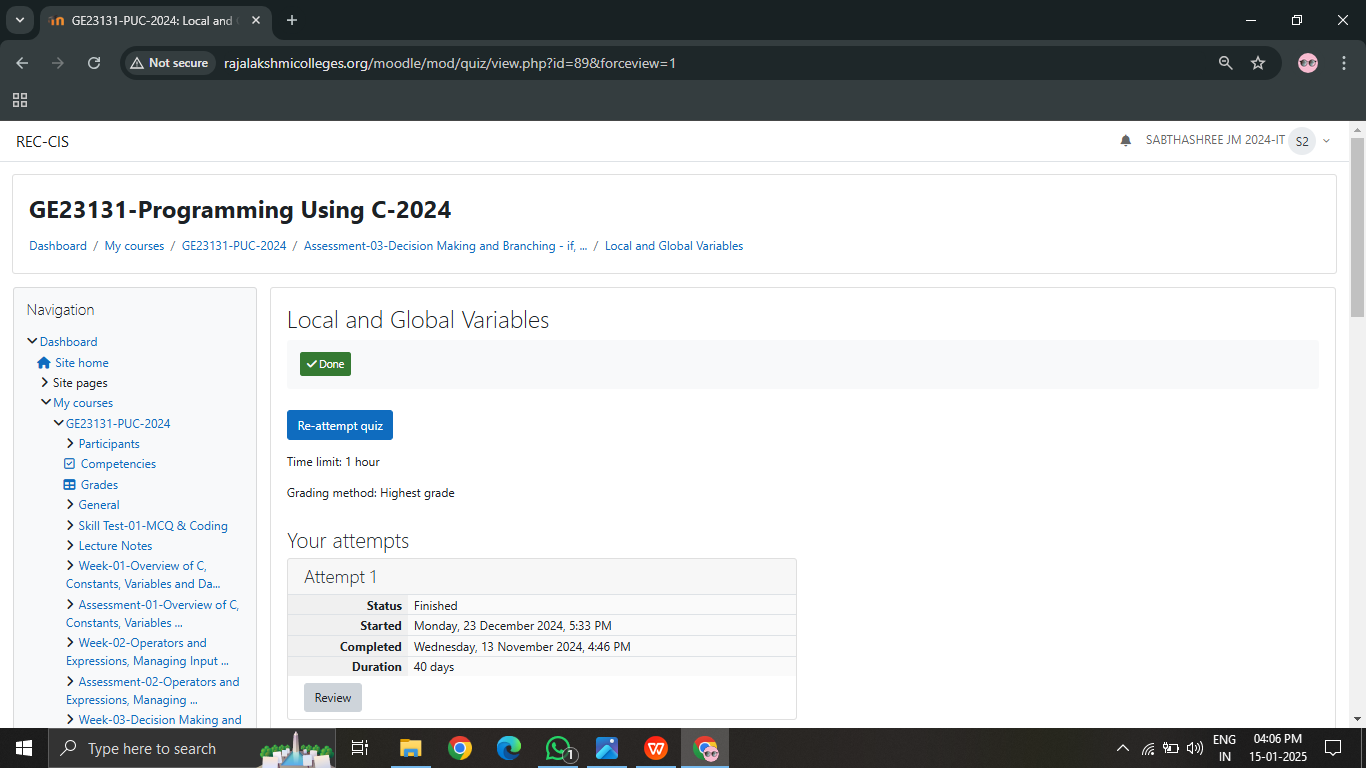 GE23131-PUC-2024: Local and
Not secure
rajalakshmicolleges.org/moodle/mod/quiz/view.php?id=89&forceview=1
REC-CIS
SABTHASHREE JM 2024-IT
S2
GE23131-Programming Using C-2024
Dashboard / My courses / GE23131-PUC-2024 / Assessment-03-Decision Making and Branching - if, ... / Local and Global Variables
Navigation
Dashboard
Site home
Site pages
My courses
GE23131-PUC-2024
Participants
Competencies
Grades
General
Skill Test-01-MCQ & Coding
Lecture Notes
Week-01-Overview of C,
Constants, Variables and Da...
Assessment-01-Overview of C,
Constants, Variables ...
Week-02-Operators and
Expressions, Managing Input ...
Assessment-02-Operators and
Expressions, Managing ...
Week-03-Decision Making and
Local and Global Variables
Done
Re-attempt quiz
Time limit: 1 hour
Grading method: Highest grade
Your attempts
Attempt 1
Status Finished
Started Monday, 23 December 2024, 5:33 PM
Completed Wednesday, 13 November 2024, 4:46 PM
Duration 40 days
Review
Type here to search
1
ENG
IN
04:06 PM
15-01-2025